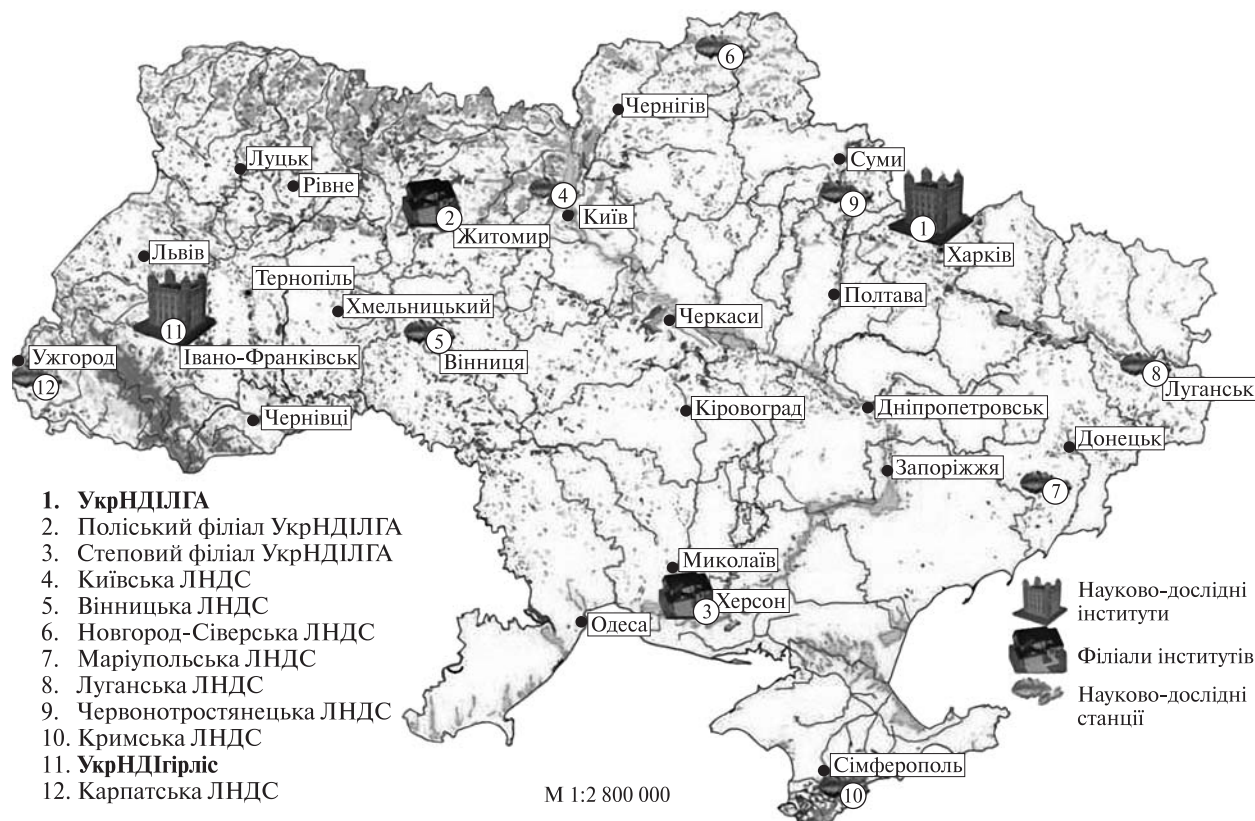 6
Чернігів
Суми
Луцьк
Рівне
4
9
2
Київ
1
Житомир
Харків
Львів
Тернопіль
Полтава
Хмельницький
Черкаси
11
5
Ужгород
Івано-Франківськ
Вінниця
8
12
Луганськ
Чернівці
Кіровоград
Дніпропетровськ
Донецьк
Запоріжжя
7
1. УкрНДІЛГА
2. Поліський філіал УкрНДІЛГА
3. Степовий філіал УкрНДІЛГА
4. Київська ЛНДС
5. Вінницька ЛНДС
6. Новгород-Сіверська ЛНДС
7. Маріупольська ЛНДС
8. Луганська ЛНДС
9. Червонотростянецька ЛНДС
10. Кримська ЛНДС
11. УкрНДІгірліс
12. Карпатська ЛНДС
Миколаїв
Херсон
3
Одеса
Науково-дослідні
інститути
Філіали інститутів
Науково-дослідні
станції
Сімферополь
10
М 1:2 800 000